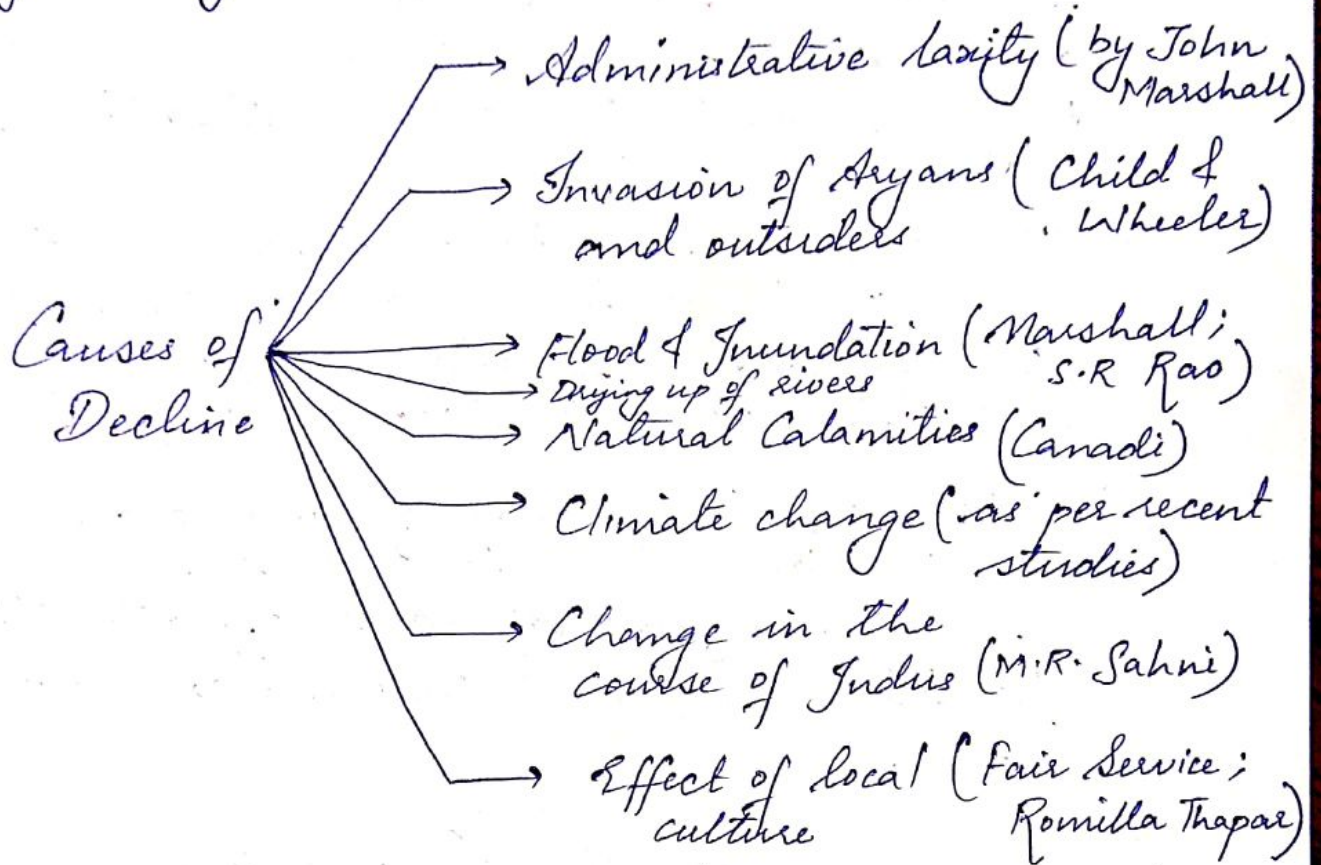 Administrative laxity (by John
Marshall)
Invasion of Aryans (Child &
and outsiders Wheeler)
Causes of
Decline
Flood & Inundation (Marshall;
S.R Rao)
Drying up of rivers
Natural Calamities (Canadi)
Climate change (as per recent
studies)
Change in the
course of Indus (M.R. Sahni)
Effect of local (Fair Service;
culture Romilla Thapar)